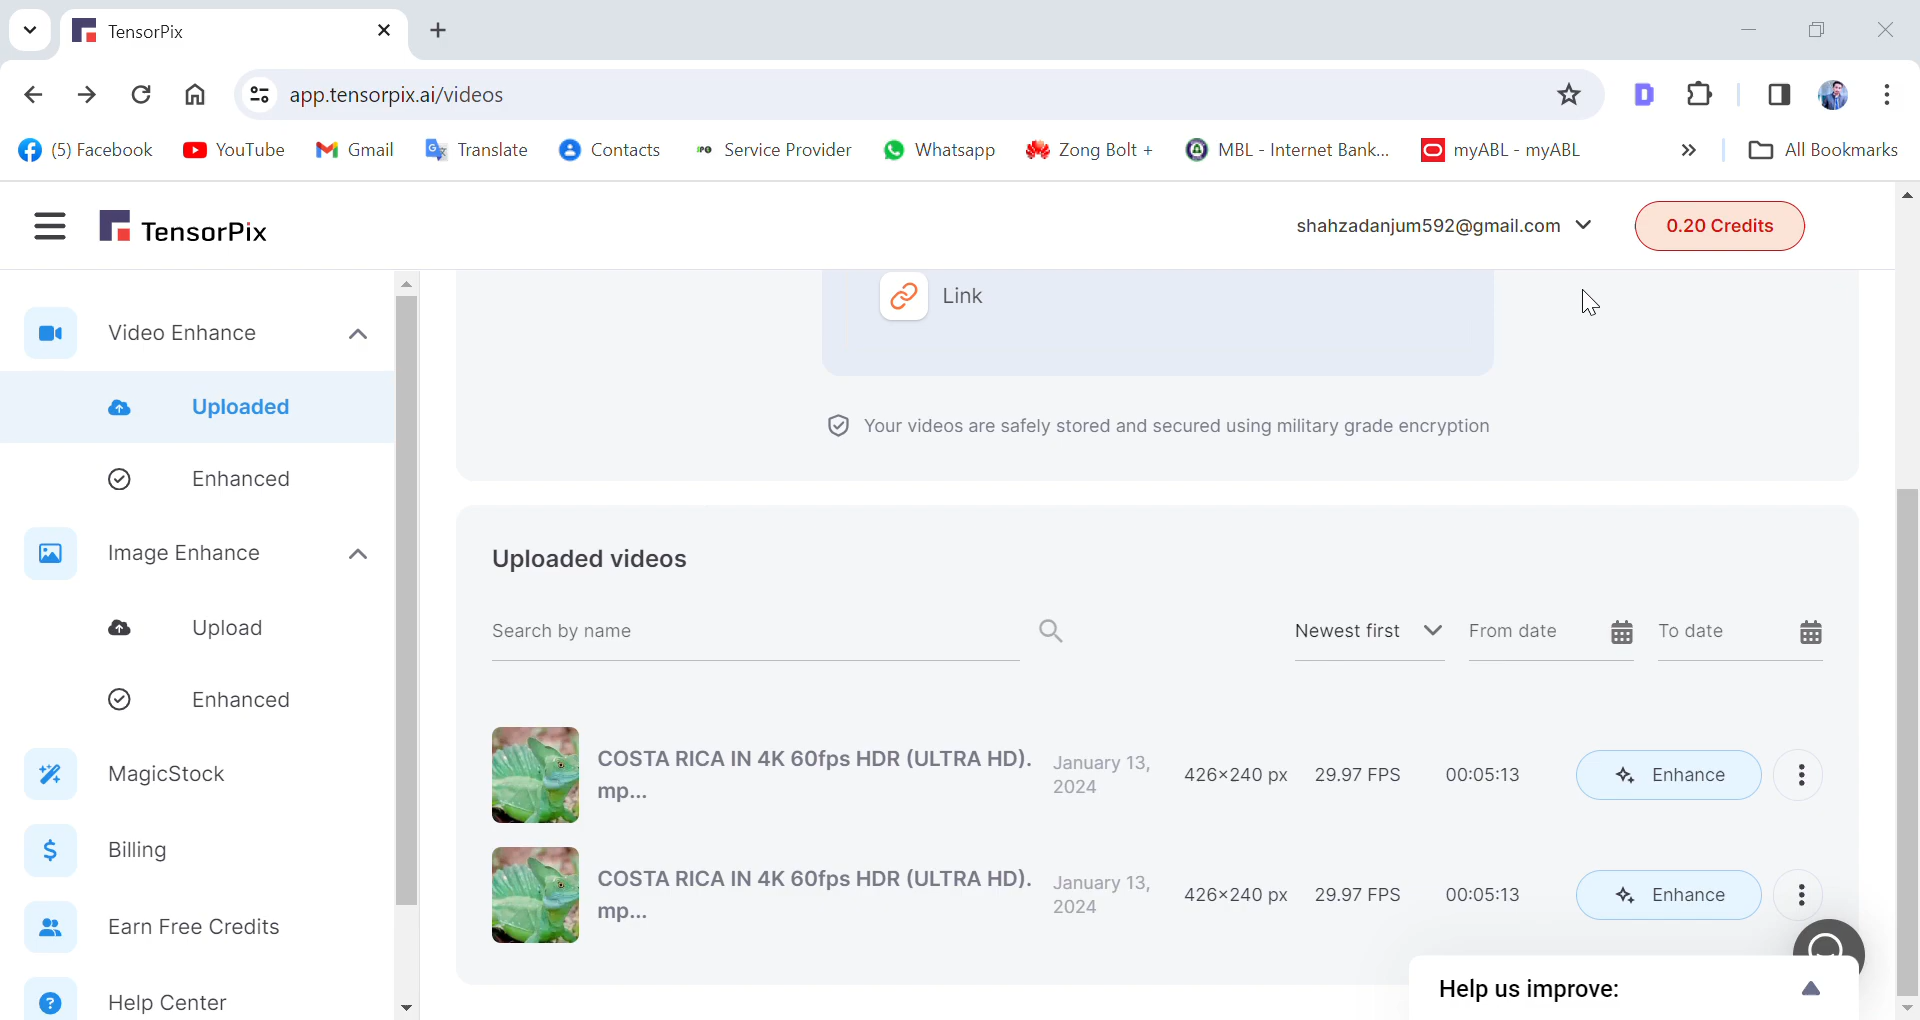 TensorPix
app.tensorpix.ai/videos
(5) Facebook YouTube Gmail Translate Contacts Service Provider Whatsapp Zong Bolt + MBL - Internet Bank... myABL - myABL » All Bookmarks
TensorPix shahzadanjum592@gmail.com 0.20 Credits
Video Enhance
Uploaded
Enhanced
Image Enhance
Upload
Enhanced
MagicStock
Billing
Earn Free Credits
Help Center
Link
Your videos are safely stored and secured using military grade encryption
Uploaded videos
Search by name Newest first From date To date
COSTA RICA IN 4K 60fps HDR (ULTRA HD).
mp...
January 13,
2024
426×240 px 29.97 FPS 00:05:13 Enhance
COSTA RICA IN 4K 60fps HDR (ULTRA HD).
mp...
January 13,
2024
426×240 px 29.97 FPS 00:05:13 Enhance
Help us improve: